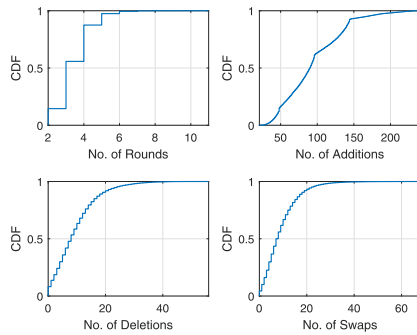 1
1
CDF
0.5
CDF
0.5
0
0
2 4 6 8 10
50 100 150 200
No. of Rounds
No. of Additions
1
1
CDF
0.5
CDF
0.5
0
0
0 20 40
0 20 40 60
No. of Deletions
No. of Swaps